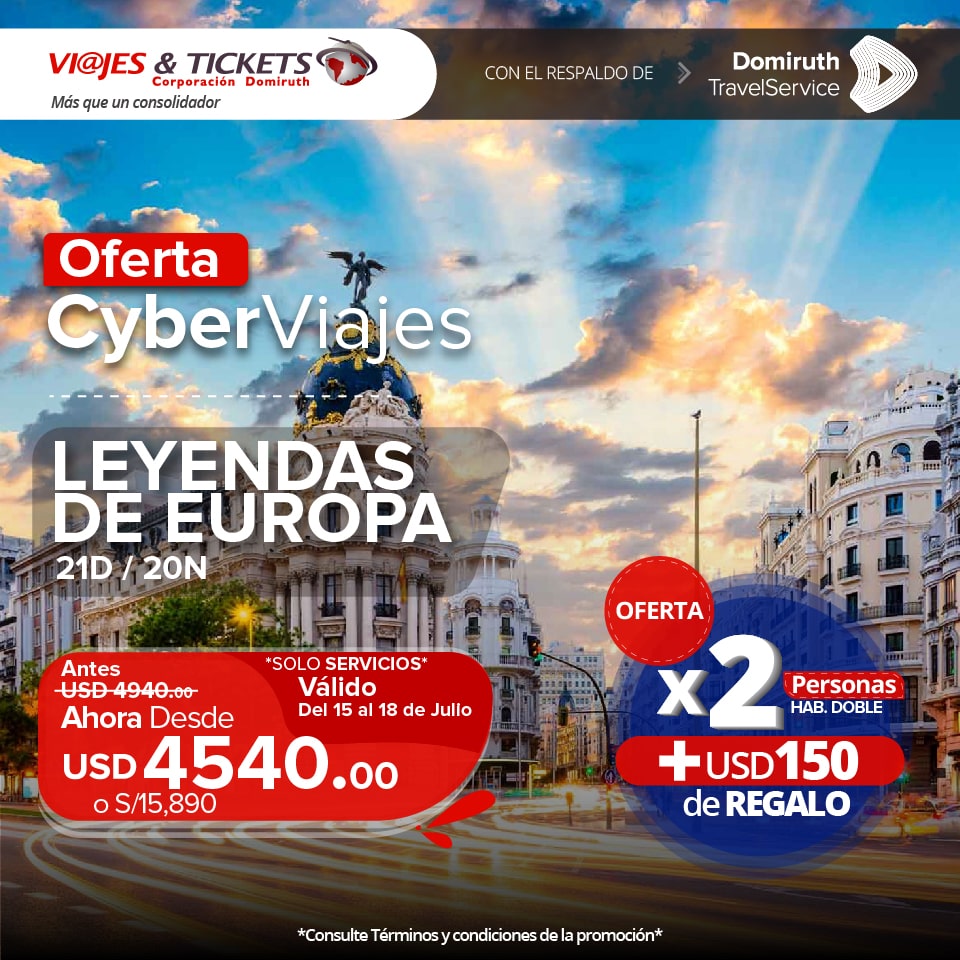 VI@JES & TICKETS
Corporación Domiruth
Más que un consolidador
CON EL RESPALDO DE
Domiruth
TravelService
Oferta
CyberViajes
LEYENDAS
DE EUROPA
21D / 20N
Antes
USD 4940.00
Ahora Desde
USD 4540.00
o S/15,890
*SOLO SERVICIOS*
Válido
Del 15 al 18 de Julio
OFERTA
x2 Personas
HAB. DOBLE
+USD150
de REGALO
*Consulte Términos y condiciones de la promoción*